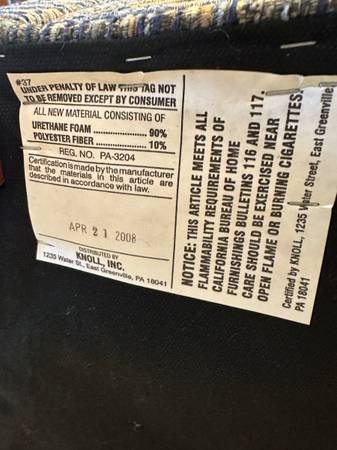 #37
UNDER PENALTY OF LAW THIS TAG NOT
TO BE REMOVED EXCEPT BY CONSUMER
ALL NEW MATERIAL CONSISTING OF
URETHANE FOAM ............ 90%
POLYESTER FIBER ............ 10%
REG. NO. PA-3204
Certification is made by the manufacturer
that the materials in this article are
described in accordance with law.
APR 21 2008
DISTRIBUTED BY
KNOLL, INC.
1235 Water St., East Greenville, PA 18041
NOTICE: THIS ARTICLE MEETS ALL
FLAMMABILITY REQUIREMENTS OF
CALIFORNIA BUREAU OF HOME
FURNISHINGS BULLETINS 116 AND 117.
CARE SHOULD BE EXERCISED NEAR
OPEN FLAME OR BURNING CIGARETTES.
Certified by KNOLL, 1235 Water Street, East Greenville
PA 18041